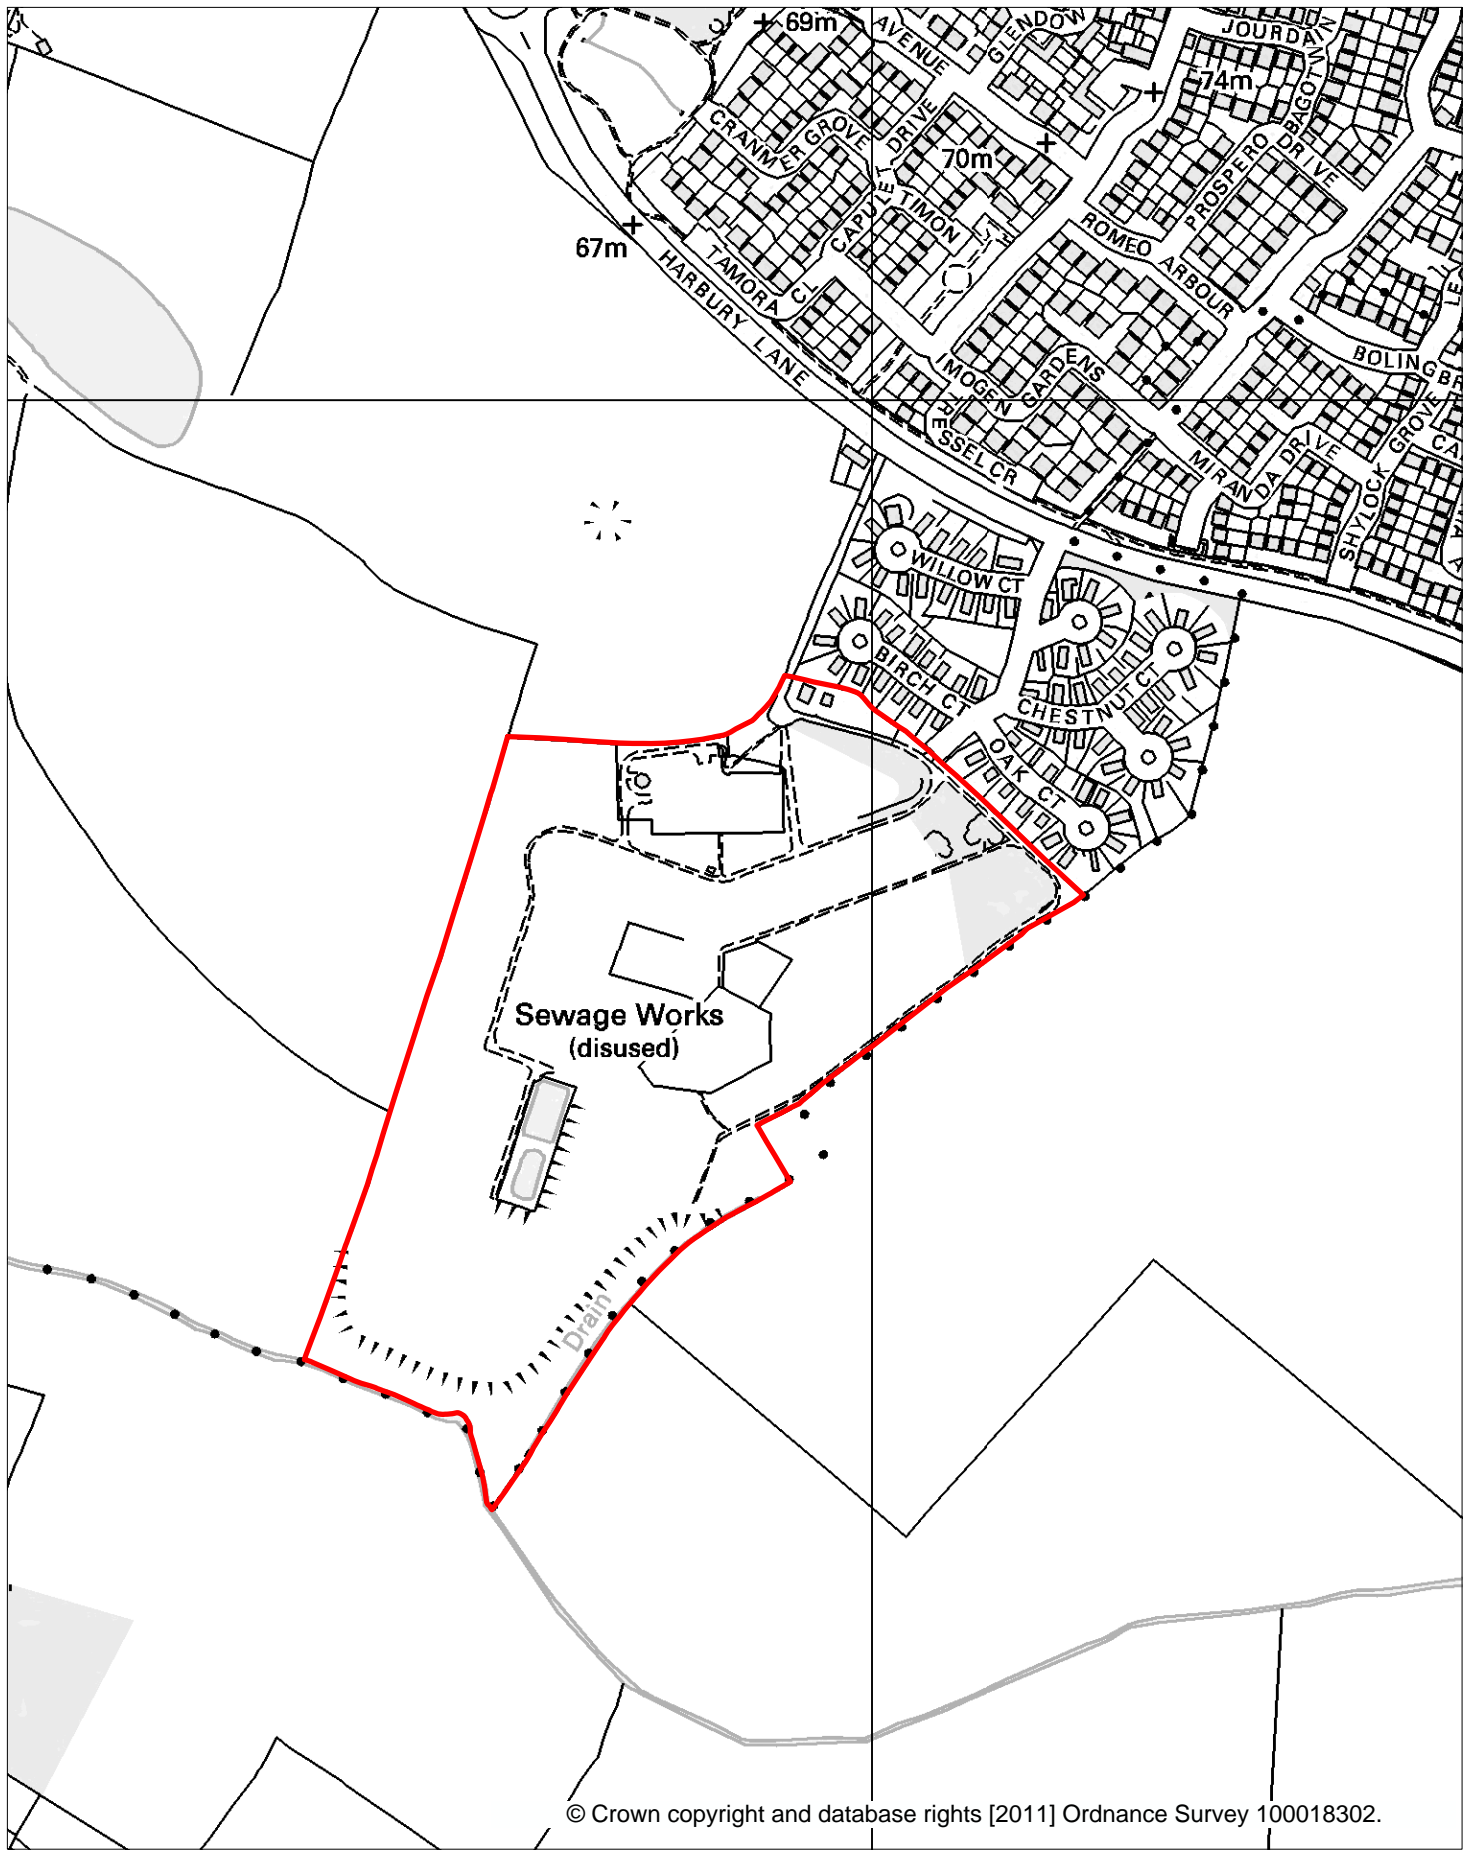 69m
AVENUE
GLENDOW
JOURDAIN
74m
BAGOT
CRANMER GROVE
DRIVE
70m
PROSPERO
DRIVE
CAPULET
TIMON
67m
TAMORA
CL
HARBURY LANE
ROMEO ARBOUR
IMOGEN GARDENS
BOLINGBR
TRESSEL CR
MIRANDA DRIVE
SHYLOCK GROVE
CA
WILLOW CT
BIRCH CT
CHESTNUT CT
OAK CT
Sewage Works
(disused)
Drain
© Crown copyright and database rights [2011] Ordnance Survey 100018302.